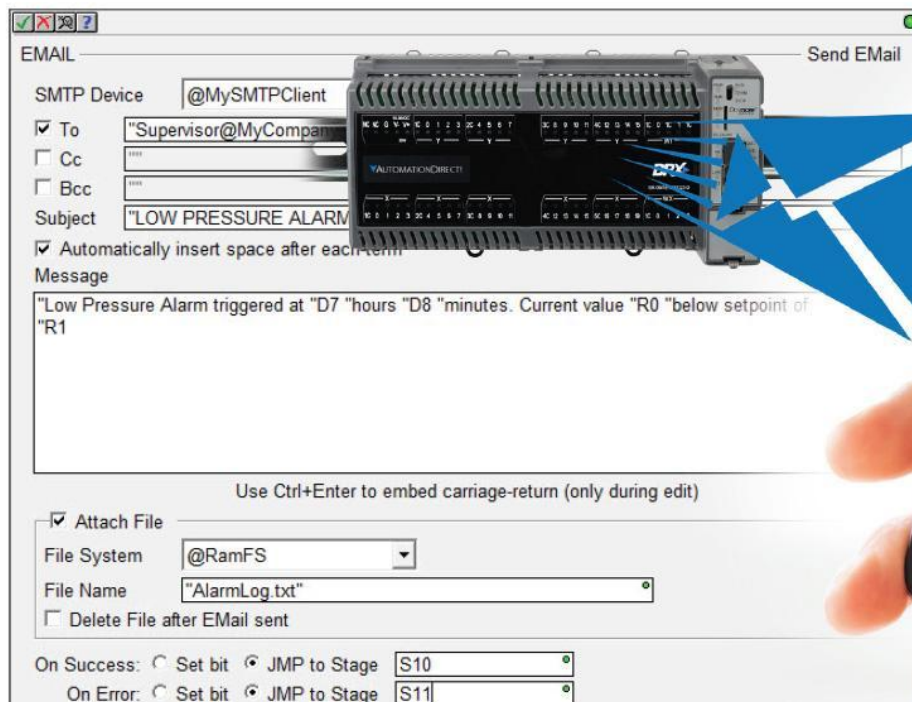 EMAIL Send EMail
SMTP Device @MySMTPClient
To "Supervisor@MyCompany
Cc ""
Bcc ""
Subject "LOW PRESSURE ALARM
Automatically insert space after each term
Message
"Low Pressure Alarm triggered at "D7 "hours "D8 "minutes. Current value "R0 "below setpoint of
"R1
AUTOMATIONDIRECT
BRX
Use Ctrl+Enter to embed carriage-return (only during edit)
Attach File
File System @RamFS
File Name "AlarmLog.txt"
Delete File after EMail sent
On Success: Set bit JMP to Stage S10
On Error: Set bit JMP to Stage S11